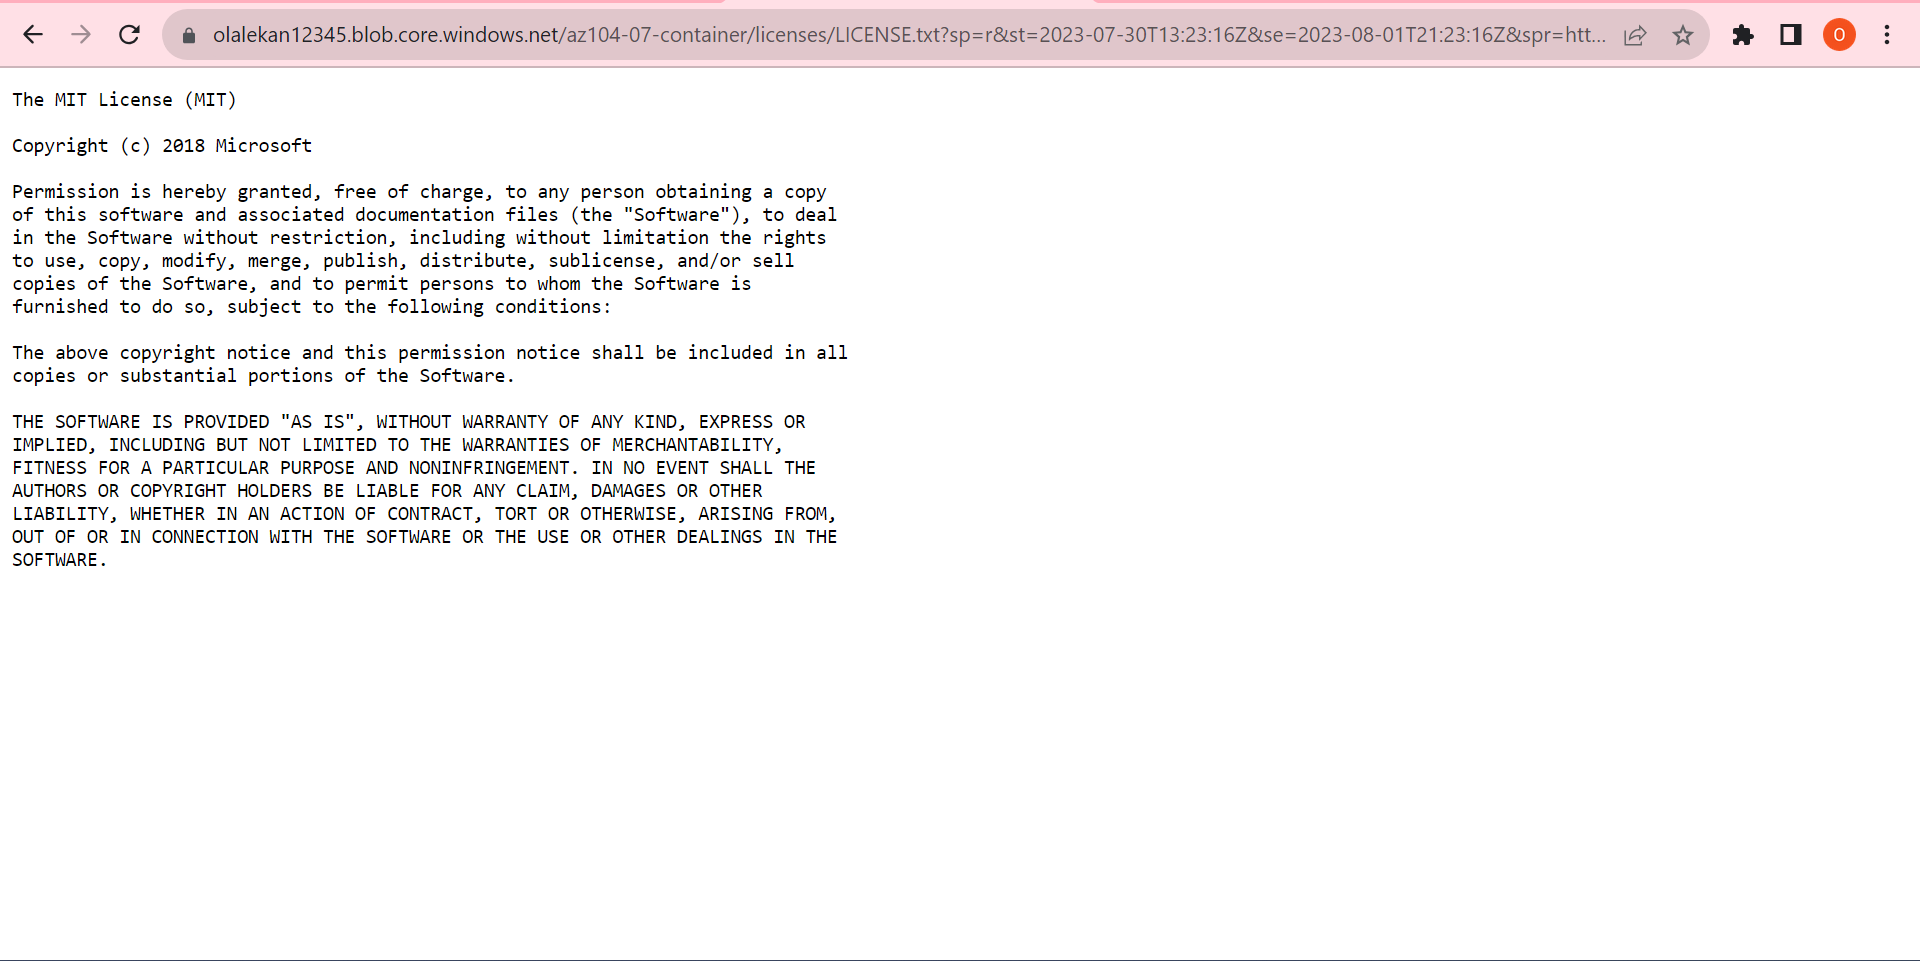 olalekan12345.blob.core.windows.net/az104-07-container/licenses/LICENSE.txt?sp=r&st=2023-07-30T13:23:16Z&se=2023-08-01T21:23:16Z&spr=htt...
O
The MIT License (MIT)
Copyright (c) 2018 Microsoft
Permission is hereby granted, free of charge, to any person obtaining a copy
of this software and associated documentation files (the "Software"), to deal
in the Software without restriction, including without limitation the rights
to use, copy, modify, merge, publish, distribute, sublicense, and/or sell
copies of the Software, and to permit persons to whom the Software is
furnished to do so, subject to the following conditions:
The above copyright notice and this permission notice shall be included in all
copies or substantial portions of the Software.
THE SOFTWARE IS PROVIDED "AS IS", WITHOUT WARRANTY OF ANY KIND, EXPRESS OR
IMPLIED, INCLUDING BUT NOT LIMITED TO THE WARRANTIES OF MERCHANTABILITY,
FITNESS FOR A PARTICULAR PURPOSE AND NONINFRINGEMENT. IN NO EVENT SHALL THE
AUTHORS OR COPYRIGHT HOLDERS BE LIABLE FOR ANY CLAIM, DAMAGES OR OTHER
LIABILITY, WHETHER IN AN ACTION OF CONTRACT, TORT OR OTHERWISE, ARISING FROM,
OUT OF OR IN CONNECTION WITH THE SOFTWARE OR THE USE OR OTHER DEALINGS IN THE
SOFTWARE.